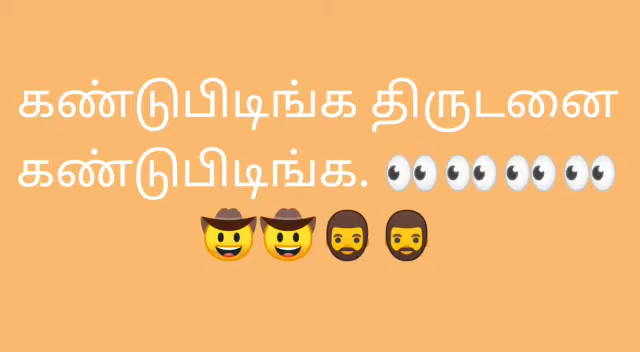 கண்டுபிடிங்க திருடனை
கண்டுபிடிங்க. 👀 👀 👀 👀
🤠🤠🧔 🧔